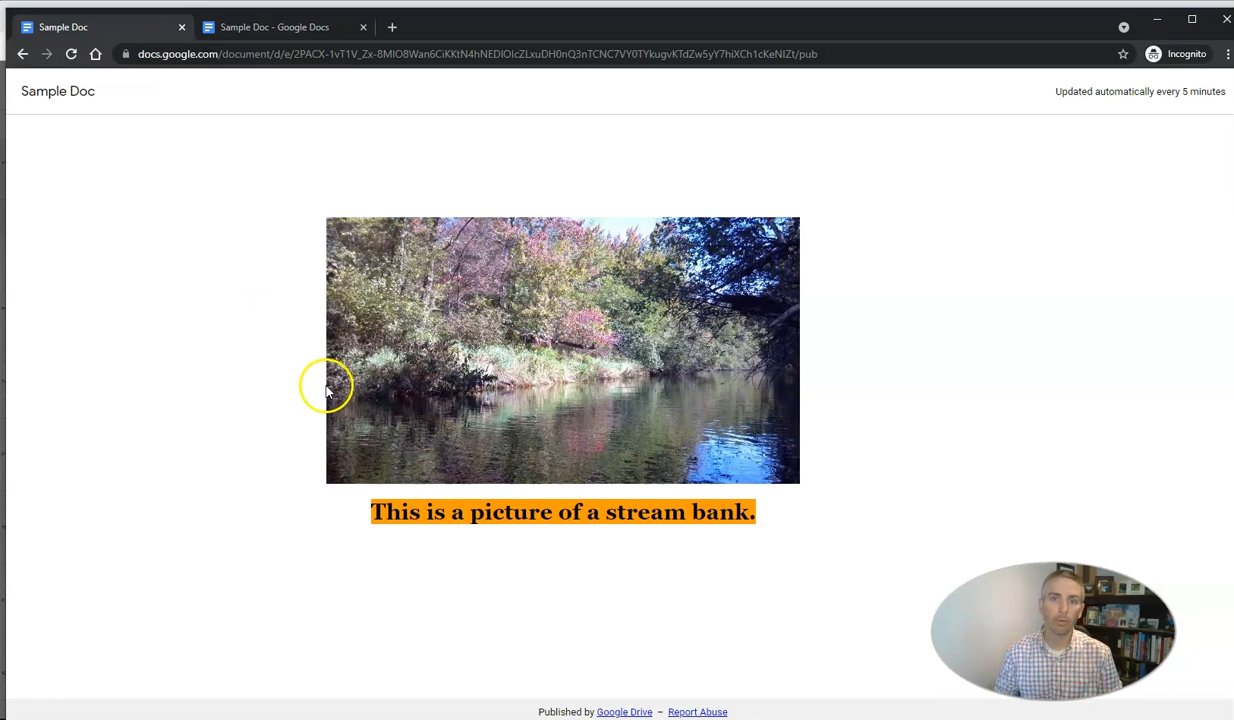 Sample Doc
Sample Doc - Google Docs
docs.google.com/document/d/e/2PACX-1vT1V_Zx-8MIO8Wan6CiKKtN4hNEDIOIcZLxuDH0nQ3nTCNC7VY0TYkugvKTdZw5yY7hiXCh1cKeNIZt/pub
Incognito
Sample Doc
Updated automatically every 5 minutes
This is a picture of a stream bank.
Published by Google Drive – Report Abuse